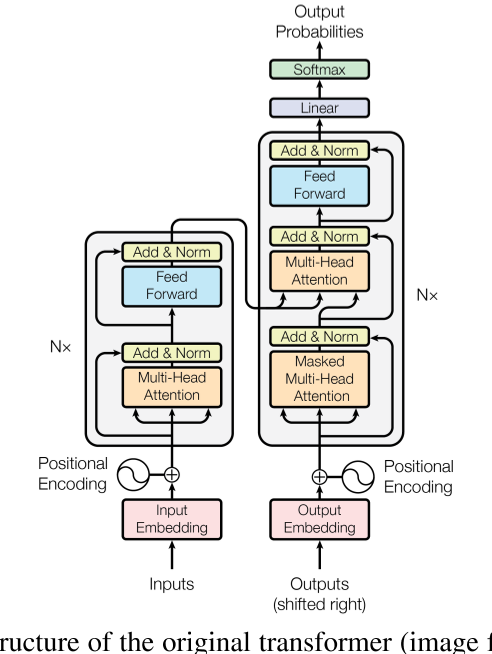 Output
Probabilities
Softmax
Linear
Add & Norm
Feed
Forward
Add & Norm
Multi-Head
Attention
N×
Add & Norm
Masked
Multi-Head
Attention
Add & Norm
Feed
Forward
N×
Add & Norm
Multi-Head
Attention
Positional
Encoding
Positional
Encoding
Input
Embedding
Output
Embedding
Inputs
Outputs
(shifted right)
ructure of the original transformer (image f